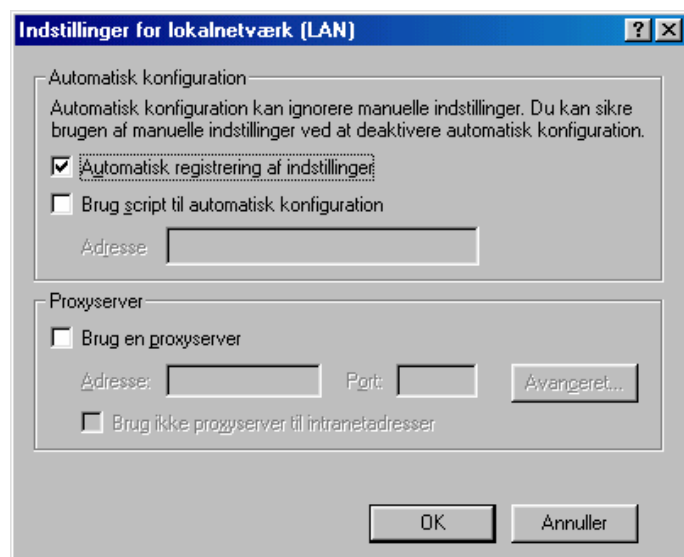 Indstillinger for lokalnetværk (LAN)
Automatisk konfiguration
Automatisk konfiguration kan ignorere manuelle indstillinger. Du kan sikre
brugen af manuelle indstillinger ved at deaktivere automatisk konfiguration.
Automatisk registrering af indstillinger
Brug script til automatisk konfiguration
Adresse
Proxyserver
Brug en proxyserver
Adresse:
Port:
Avanceret...
Brug ikke proxyserver til intranetadresser
OK
Annuller